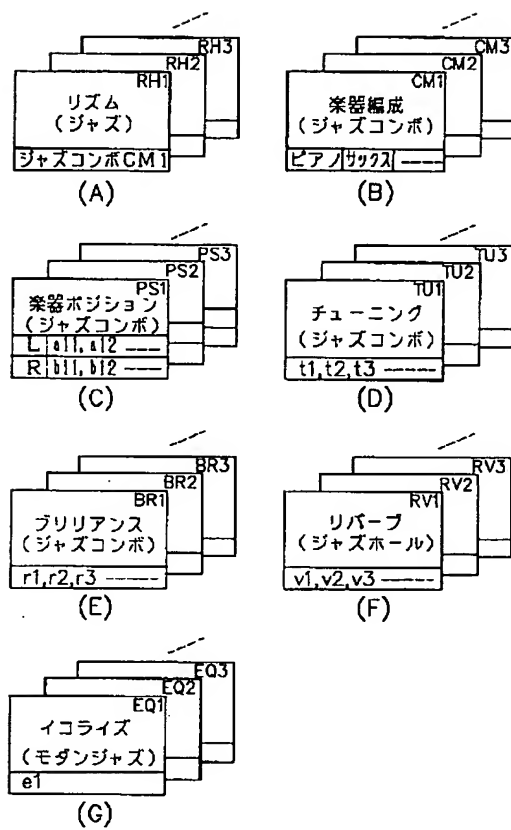 RH3
RH2
RH1
リズム
(ジャズ)
ジャズコンボCM1
(A)
CM3
CM2
CM1
楽器編成
(ジャズコンボ)
ピアノ サックス ----
(B)
PS3
PS2
PS1
楽器ポジション
(ジャズコンボ)
L a11, a12 ---
R b11, b12 ---
(C)
TU3
TU2
TU1
チューニング
(ジャズコンボ)
t1,t2,t3 -----
(D)
BR3
BR2
BR1
ブリリアンス
(ジャズコンボ)
r1,r2,r3 -----
(E)
RV3
RV2
RV1
リバーブ
(ジャズホール)
v1,v2,v3 -----
(F)
EQ3
EQ2
EQ1
イコライズ
(モダンジャズ)
e1
(G)